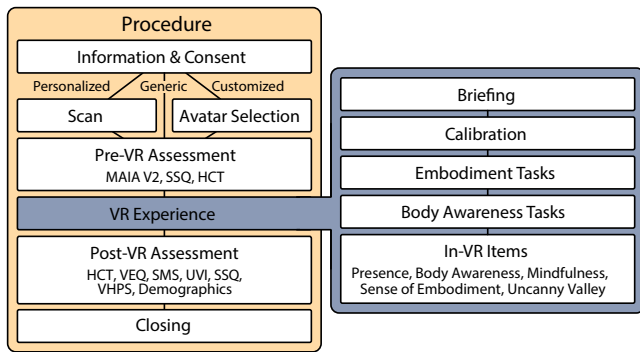 Procedure
Information & Consent
Personalized Generic Customized
Scan
Avatar Selection
Pre-VR Assessment
MAIA V2, SSQ, HCT
VR Experience
Post-VR Assessment
HCT, VEQ, SMS, UVI, SSQ,
VHPS, Demographics
Closing
Briefing
Calibration
Embodiment Tasks
Body Awareness Tasks
In-VR Items
Presence, Body Awareness, Mindfulness,
Sense of Embodiment, Uncanny Valley